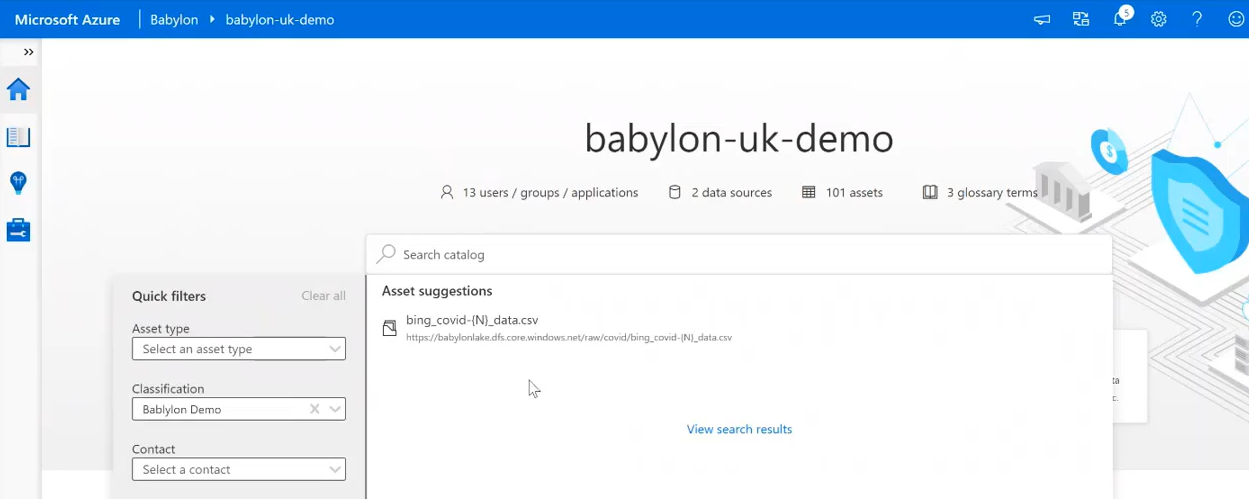 Microsoft Azure Babylon babylon-uk-demo 5
babylon-uk-demo
13 users / groups / applications 2 data sources 101 assets 3 glossary terms
Search catalog
Quick filters Clear all
Asset type
Select an asset type
Classification
Bablylon Demo
Contact
Select a contact
Asset suggestions
bing_covid-{N}_data.csv
https://babylonlake.dfs.core.windows.net/raw/covid/bing_covid-{N}_data.csv
View search results
ta
c.